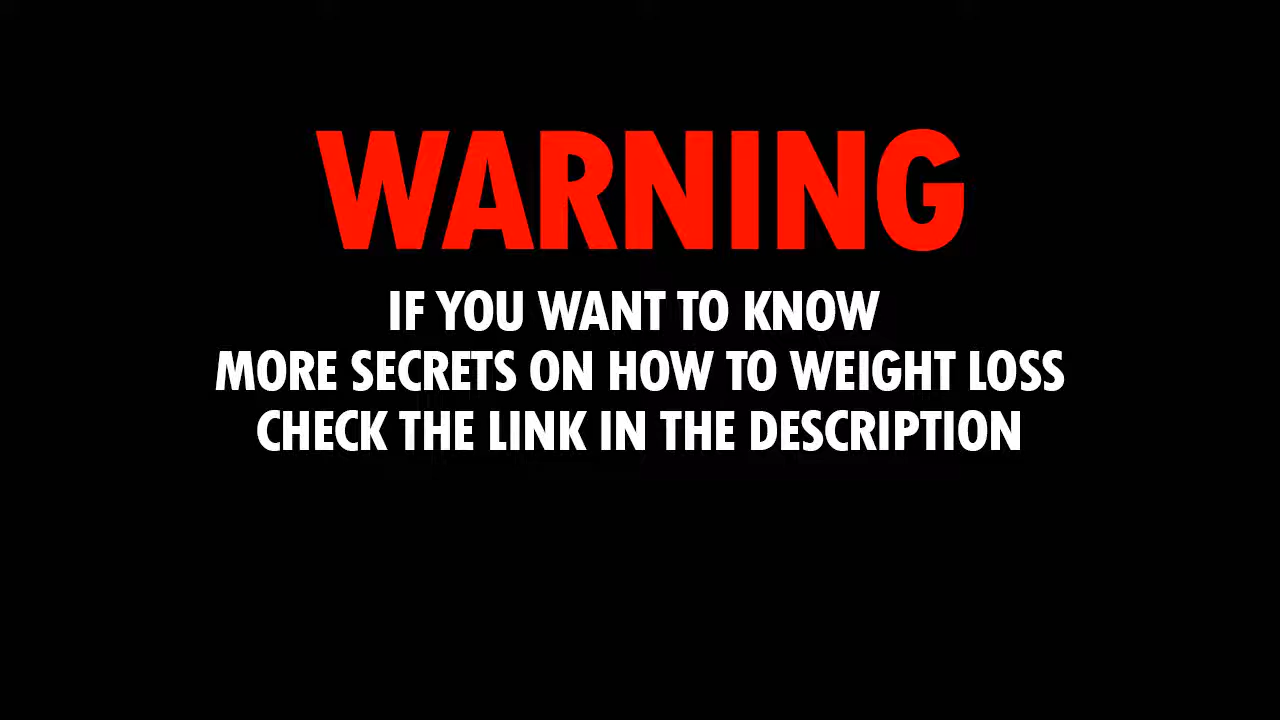 WARNING
IF YOU WANT TO KNOW
MORE SECRETS ON HOW TO WEIGHT LOSS
CHECK THE LINK IN THE DESCRIPTION